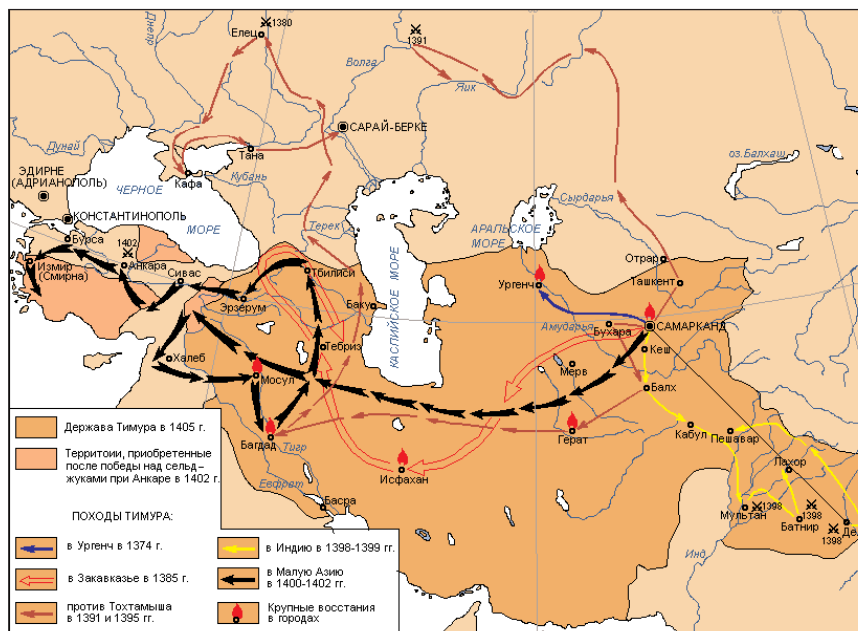 Днепр
Елец
1380
1391
Волга
Яик
Дунай
САРАЙ-БЕРКЕ
ЭДИРНЕ
(АДРИАНОПОЛЬ)
Тана
оз.Балхаш
Кафа
Кубань
ЧЕРНОЕ
МОРЕ
КОНСТАНТИНОПОЛЬ
Сырдарья
Терек
АРАЛЬСКОЕ
МОРЕ
Бурса
1402
Анкара
Измир
(Смирна)
Сивас
Тбилиси
Отрар
Ташкент
Ургенч
Эрзерум
Баку
КАСПИЙСКОЕ МОРЕ
Амударья
Бухара
САМАРКАНД
Кеш
Тебриз
Халеб
Мосул
Мерв
Балх
Багдад
Тигр
Герат
Кабул
Пешавар
Исфахан
Лахор
Евфрат
Басра
Мультан
1398
1398
Батнир
1398
Де
Инд
Держава Тимура в 1405 г.
Территоии, приобретенные
после победы над сельд-
жуками при Анкаре в 1402 г.
ПОХОДЫ ТИМУРА:
в Ургенч в 1374 г.
в Индию в 1398-1399 гг.
в Закавказье в 1385 г.
в Малую Азию
в 1400-1402 гг.
против Тохтамыша
в 1391 и 1395 гг.
Крупные восстания
в городах